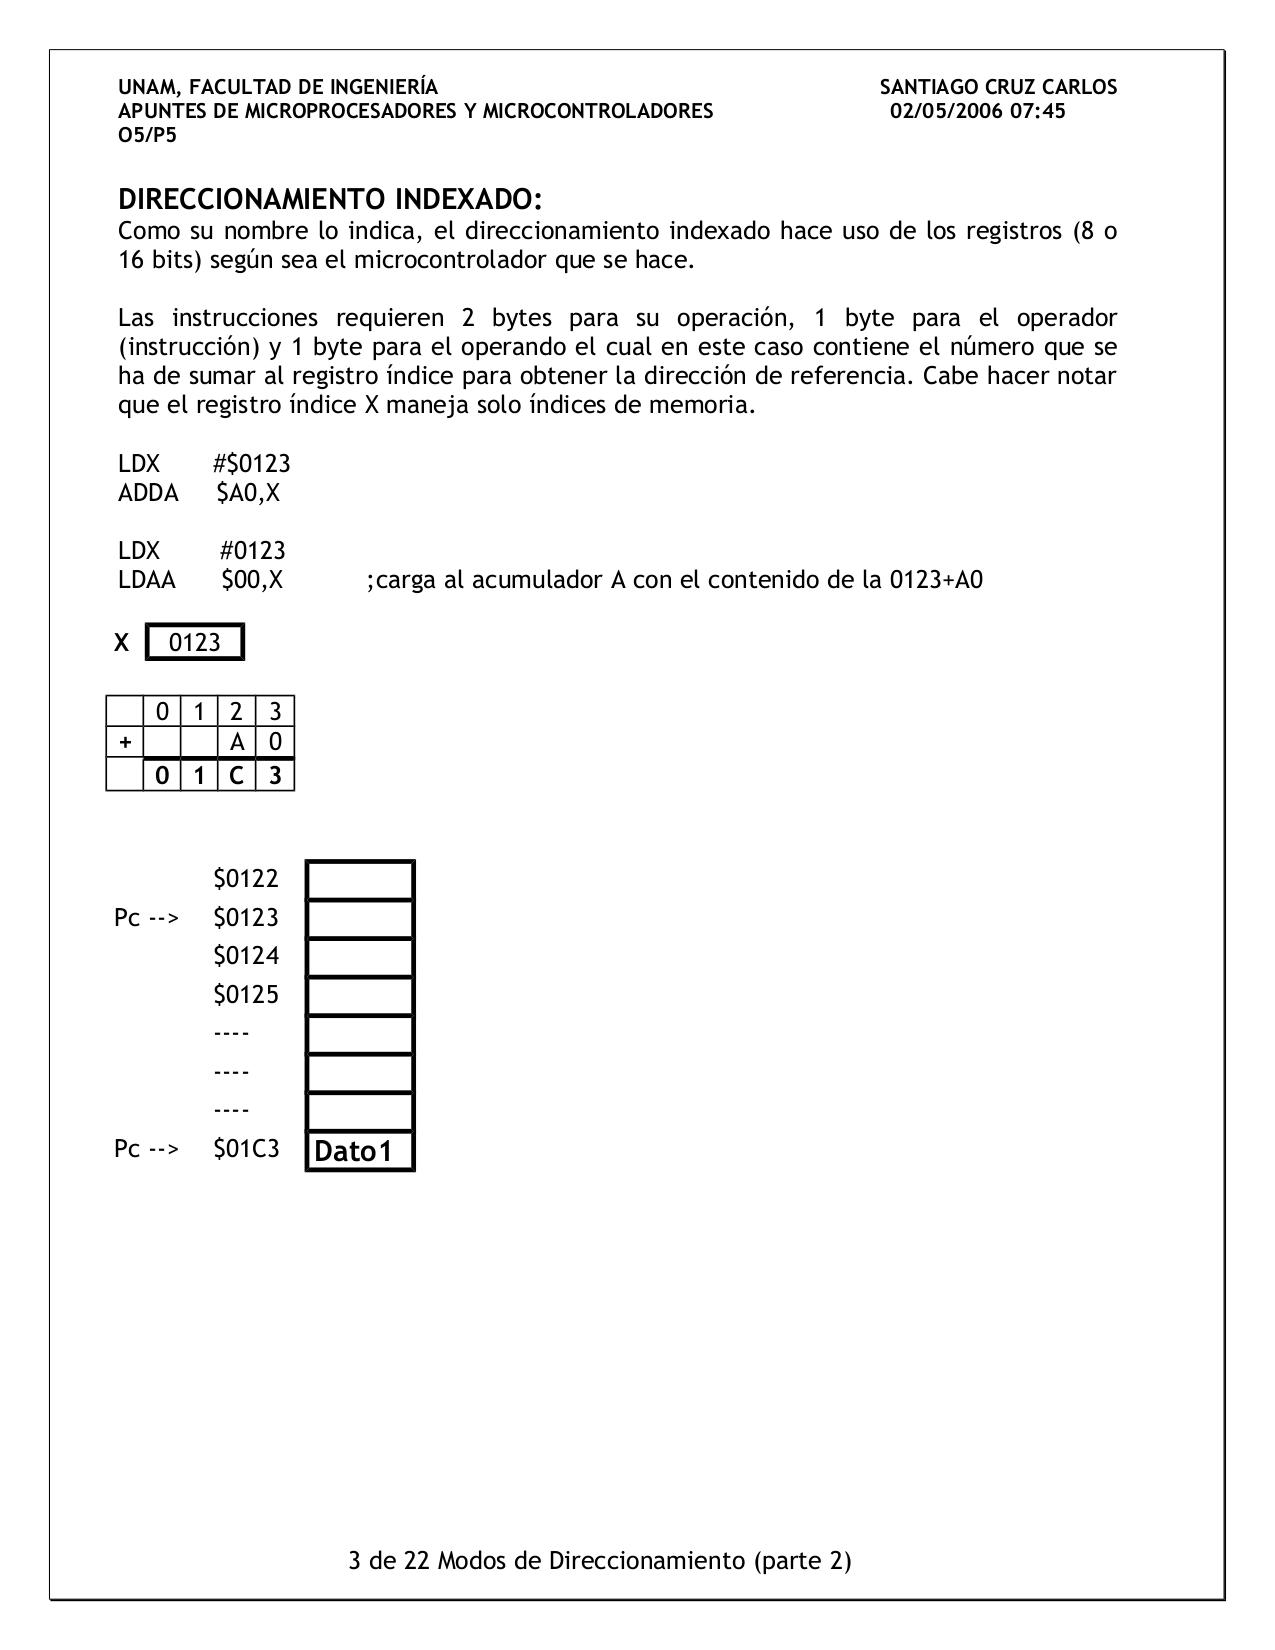 UNAM, FACULTAD DE INGENIERÍA SANTIAGO CRUZ CARLOS
APUNTES DE MICROPROCESADORES Y MICROCONTROLADORES 02/05/2006 07:45
O5/P5
DIRECCIONAMIENTO INDEXADO:
Como su nombre lo indica, el direccionamiento indexado hace uso de los registros (8 o
16 bits) según sea el microcontrolador que se hace.
Las instrucciones requieren 2 bytes para su operación, 1 byte para el operador
(instrucción) y 1 byte para el operando el cual en este caso contiene el número que se
ha de sumar al registro índice para obtener la dirección de referencia. Cabe hacer notar
que el registro índice X maneja solo índices de memoria.
LDX #$0123
ADDA $A0,X
LDX #0123
LDAA $00,X ;carga al acumulador A con el contenido de la 0123+A0
X 0123
0 1 2 3
+ A 0
0 1 C 3
$0122
Pc --> $0123
$0124
$0125
----
----
----
Pc --> $01C3 Dato1
3 de 22 Modos de Direccionamiento (parte 2)